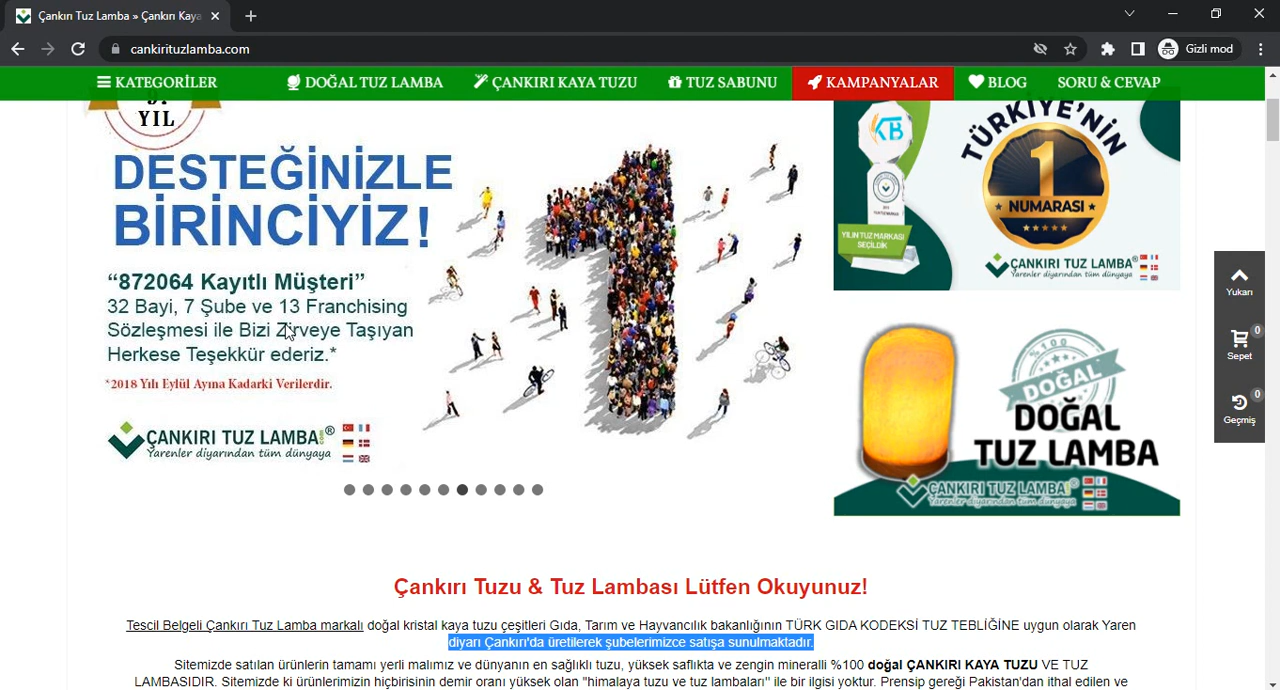 Çankırı Tuz Lamba » Çankırı Kaya
cankirituzlamba.com
Gizli mod
KATEGORİLER
DOĞAL TUZ LAMBA
ÇANKIRI KAYA TUZU
TUZ SABUNU
KAMPANYALAR
BLOG
SORU & CEVAP
YIL
DESTEĞİNİZLE
BİRİNCİYİZ!
“872064 Kayıtlı Müşteri”
32 Bayi, 7 Şube ve 13 Franchising
Sözleşmesi ile Bizi Zirveye Taşıyan
Herkese Teşekkür ederiz.*
*2018 Yılı Eylül Ayına Kadarki Verilerdir.
ÇANKIRI TUZ LAMBA®
Yarenler diyarından tüm dünyaya
TÜRKİYE'NİN
1
NUMARASI
KB
YILIN TUZ MARKASI
SEÇİLDİK
ÇANKIRI TUZ LAMBA®
Yarenler diyarından tüm dünyaya
%100
DOĞAL
DOĞAL
TUZ LAMBA
ÇANKIRI TUZ LAMBA®
Yarenler diyarından tüm dünyaya
Yukarı
0
Sepet
0
Geçmiş
Çankırı Tuzu & Tuz Lambası Lütfen Okuyunuz!
Tescil Belgeli Çankırı Tuz Lamba markalı doğal kristal kaya tuzu çeşitleri Gıda, Tarım ve Hayvancılık bakanlığının TÜRK GIDA KODEKSİ TUZ TEBLİĞİNE uygun olarak Yaren
diyarı Çankırı'da üretilerek şubelerimizce satışa sunulmaktadır.
Sitemizde satılan ürünlerin tamamı yerli malımız ve dünyanın en sağlıklı tuzu, yüksek saflıkta ve zengin mineralli %100 doğal ÇANKIRI KAYA TUZU VE TUZ
LAMBASIDIR. Sitemizde ki ürünlerimizin hiçbirisinin demir oranı yüksek olan "himalaya tuzu ve tuz lambaları" ile bir ilgisi yoktur. Prensip gereği Pakistan'dan ithal edilen ve